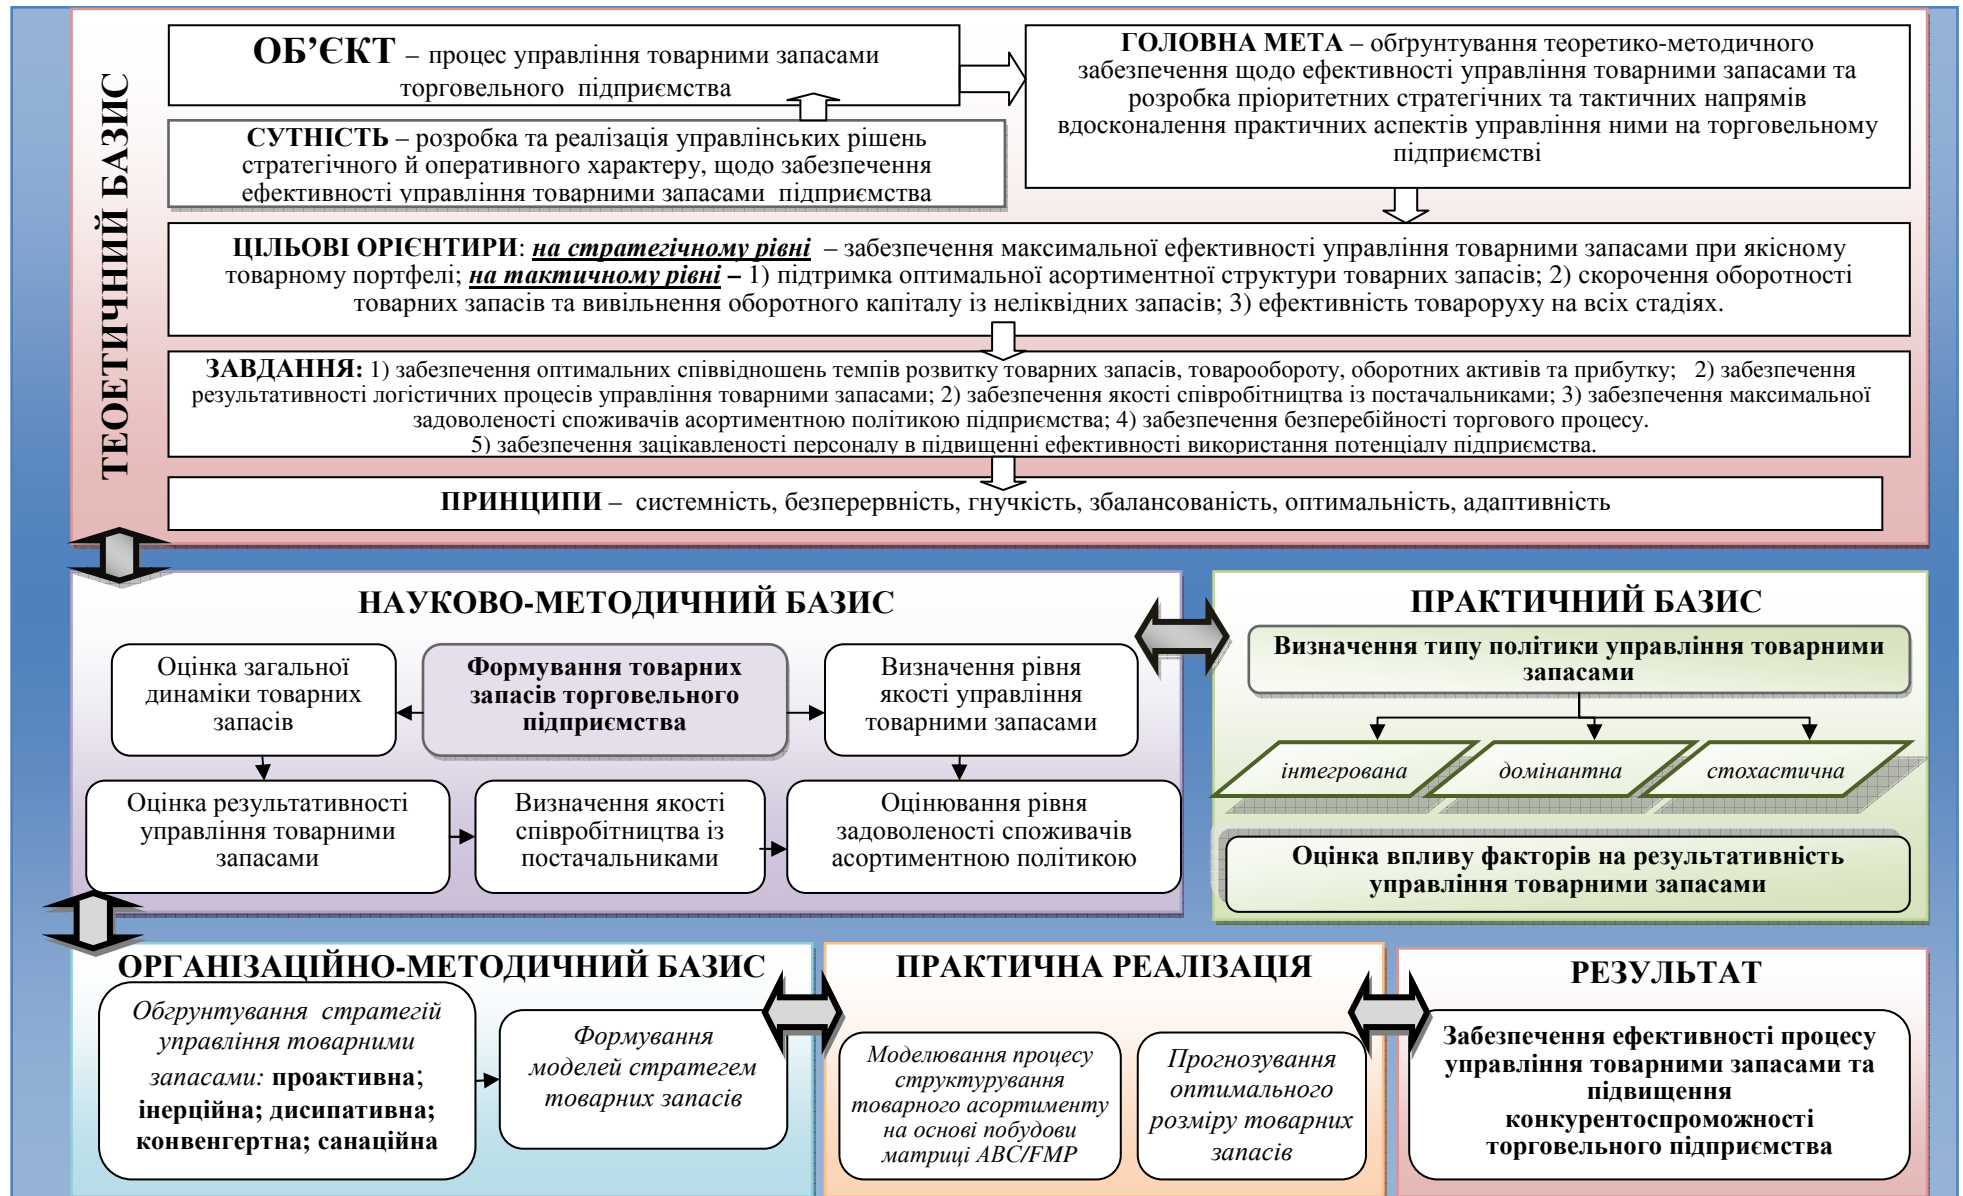 ТЕОЕТИЧНИЙ БАЗИС
ОБ’ЄКТ – процес управління товарними запасами
торговельного підприємства
СУТНІСТЬ – розробка та реалізація управлінських рішень
стратегічного й оперативного характеру, щодо забезпечення
ефективності управління товарними запасами підприємства
ГОЛОВНА МЕТА – обґрунтування теоретико-методичного
забезпечення щодо ефективності управління товарними запасами та
розробка пріоритетних стратегічних та тактичних напрямів
вдосконалення практичних аспектів управління ними на торговельному
підприємстві
ЦІЛЬОВІ ОРІЄНТИРИ: на стратегічному рівні – забезпечення максимальної ефективності управління товарними запасами при якісному
товарному портфелі; на тактичному рівні – 1) підтримка оптимальної асортиментної структури товарних запасів; 2) скорочення оборотності
товарних запасів та вивільнення оборотного капіталу із неліквідних запасів; 3) ефективність товароруху на всіх стадіях.
ЗАВДАННЯ: 1) забезпечення оптимальних співвідношень темпів розвитку товарних запасів, товарообороту, оборотних активів та прибутку; 2) забезпечення
результативності логістичних процесів управління товарними запасами; 2) забезпечення якості співробітництва із постачальниками; 3) забезпечення максимальної
задоволеності споживачів асортиментною політикою підприємства; 4) забезпечення безперебійності торгового процесу.
5) забезпечення зацікавленості персоналу в підвищенні ефективності використання потенціалу підприємства.
ПРИНЦИПИ – системність, безперервність, гнучкість, збалансованість, оптимальність, адаптивність
НАУКОВО-МЕТОДИЧНИЙ БАЗИС
Оцінка загальної
динаміки товарних
запасів
Формування товарних
запасів торговельного
підприємства
Визначення рівня
якості управління
товарними запасами
Оцінка результативності
управління товарними
запасами
Визначення якості
співробітництва із
постачальниками
Оцінювання рівня
задоволеності споживачів
асортиментною політикою
ПРАКТИЧНИЙ БАЗИС
Визначення типу політики управління товарними
запасами
інтегрована
домінантна
стохастична
Оцінка впливу факторів на результативність
управління товарними запасами
ОРГАНІЗАЦІЙНО-МЕТОДИЧНИЙ БАЗИС
Обгрунтування стратегій
управління товарними
запасами: проактивна;
інерційна; дисипативна;
конвенгертна; санаційна
Формування
моделей стратегем
товарних запасів
ПРАКТИЧНА РЕАЛІЗАЦІЯ
Моделювання процесу
структурування
товарного асортименту
на основі побудови
матриці ABC/FMP
Прогнозування
оптимального
розміру товарних
запасів
РЕЗУЛЬТАТ
Забезпечення ефективності процесу
управління товарними запасами та
підвищення
конкурентоспроможності
торговельного підприємства